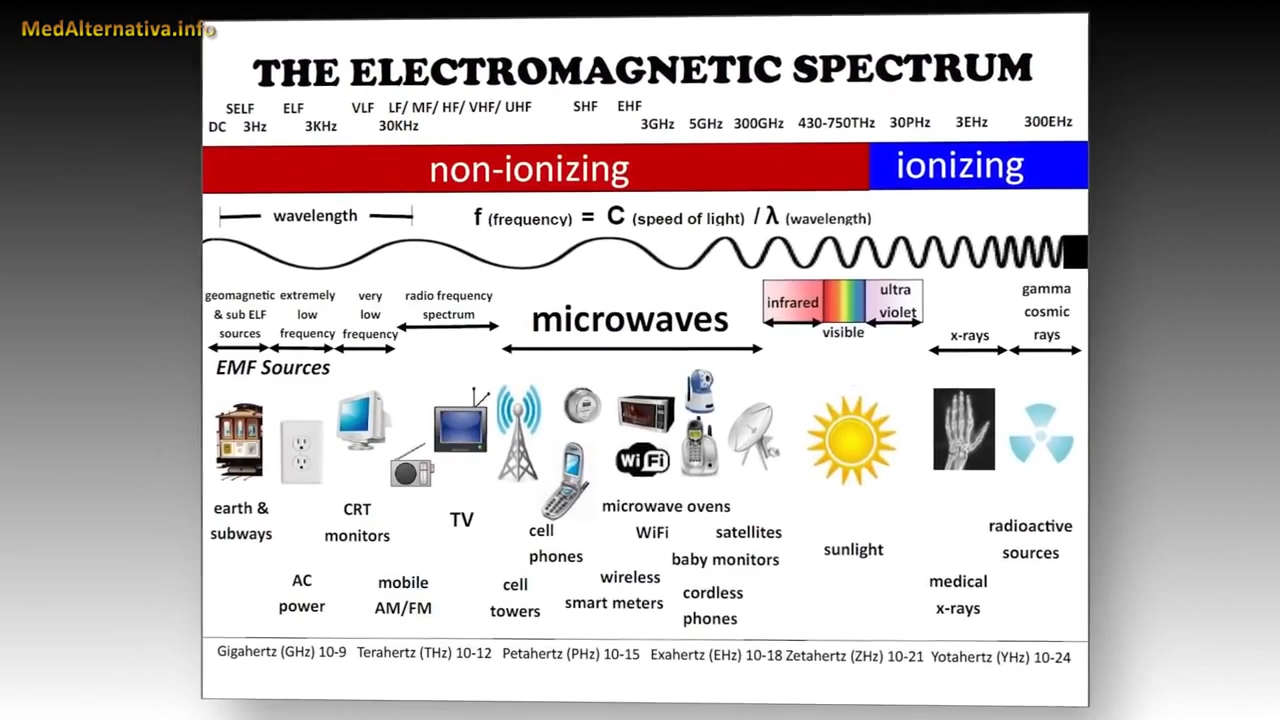 MedAlternativa.info
THE ELECTROMAGNETIC SPECTRUM
SELF ELF VLF LF/ MF/ HF/ VHF/ UHF SHF EHF
DC 3Hz 3KHz 30KHz 3GHz 5GHz 300GHz 430-750THz 30PHz 3EHz 300EHz
non-ionizing ionizing
wavelength f (frequency) = C (speed of light) / λ (wavelength)
geomagnetic
& sub ELF
sources
extremely
low
frequency
very
low
frequency
radio frequency
spectrum
microwaves
infrared
visible
ultra
violet
x-rays
gamma
cosmic
rays
EMF Sources
WiFi
earth &
subways
AC
power
CRT
monitors
mobile
AM/FM
TV
cell
phones
cell
towers
microwave ovens
WiFi satellites
baby monitors
wireless
smart meters
cordless
phones
sunlight
medical
x-rays
radioactive
sources
Gigahertz (GHz) 10-9 Terahertz (THz) 10-12 Petahertz (PHz) 10-15 Exahertz (EHz) 10-18 Zetahertz (ZHz) 10-21 Yotahertz (YHz) 10-24